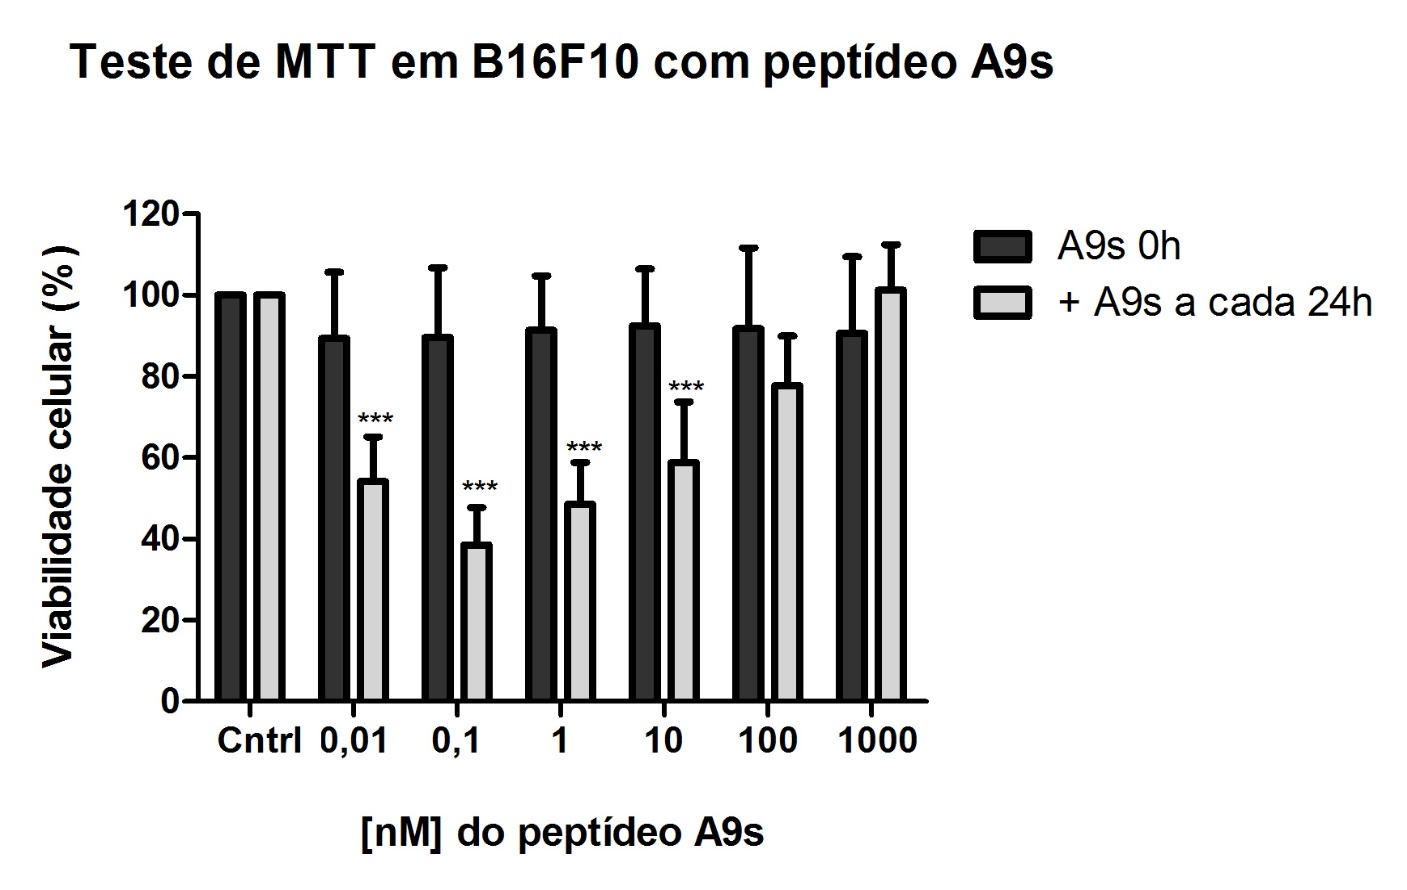 Teste de MTT em B16F10 com peptídeo A9s
120
100
80
60
40
20
0
Viabilidade celular (%)
***
***
***
***
A9s 0h
+ A9s a cada 24h
Cntrl 0,01 0,1 1 10 100 1000
[nM] do peptídeo A9s